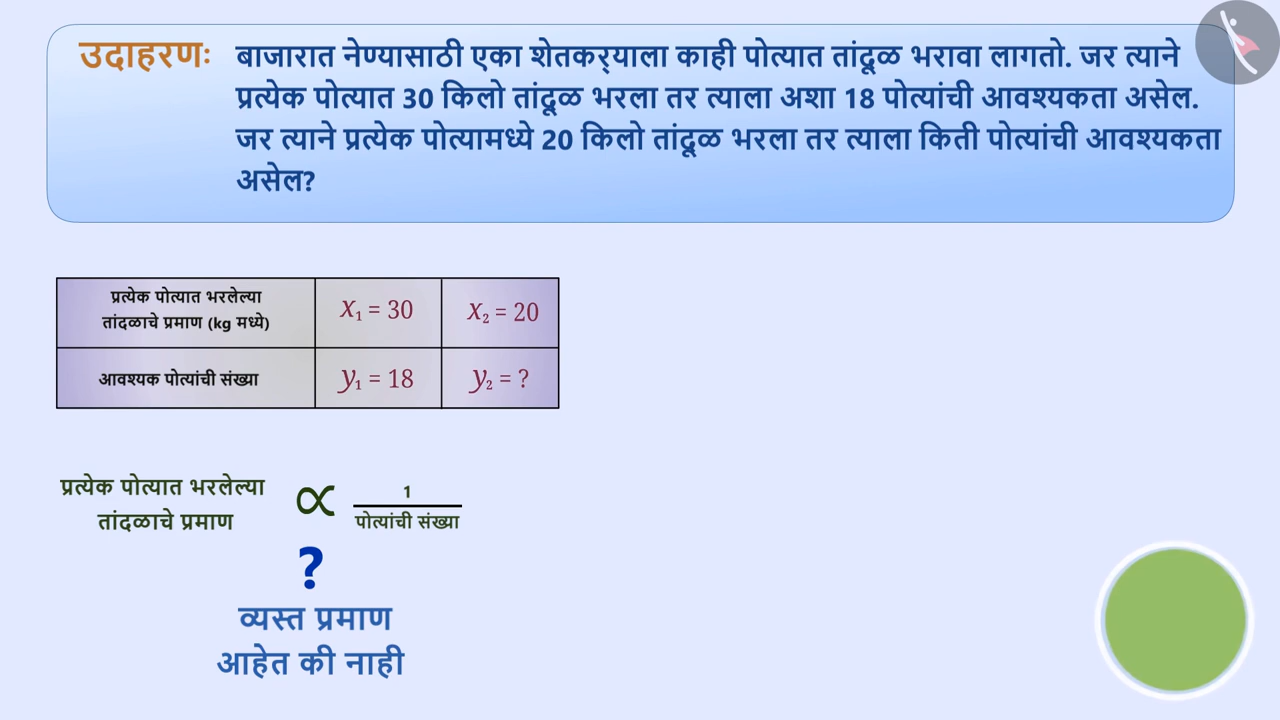 उदाहरणः बाजारात नेण्यासाठी एका शेतकर्‍याला काही पोत्यात तांदूळ भरावा लागतो. जर त्याने
प्रत्येक पोत्यात 30 किलो तांदूळ भरला तर त्याला अशा 18 पोत्यांची आवश्यकता असेल.
जर त्याने प्रत्येक पोत्यामध्ये 20 किलो तांदूळ भरला तर त्याला किती पोत्यांची आवश्यकता
असेल?
प्रत्येक पोत्यात भरलेल्या
तांदळाचे प्रमाण (kg मध्ये)
x₁ = 30
x₂ = 20
आवश्यक पोत्यांची संख्या
y₁ = 18
y₂ = ?
प्रत्येक पोत्यात भरलेल्या
तांदळाचे प्रमाण
∝
1
पोत्यांची संख्या
?
व्यस्त प्रमाण
आहेत की नाही